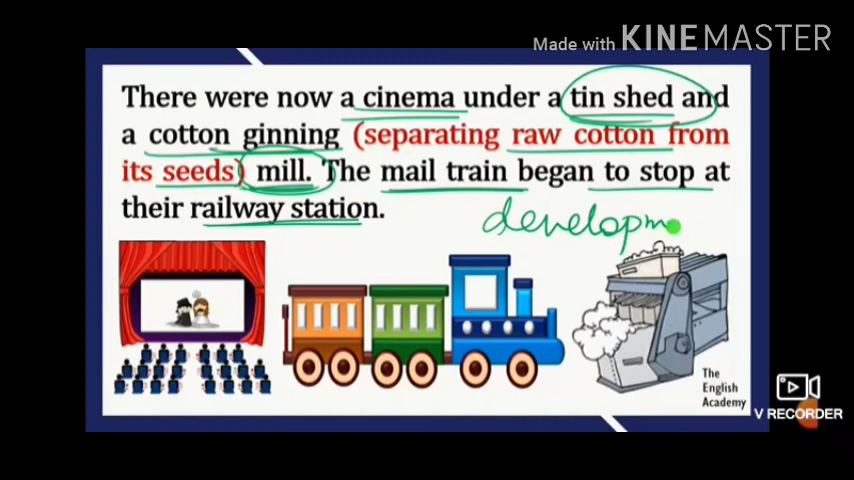 Made with KINEMASTER
There were now a cinema under a tin shed and
a cotton ginning (separating raw cotton from
its seeds) mill. The mail train began to stop at
their railway station.
developm
The
English
Academy
V RECORDER